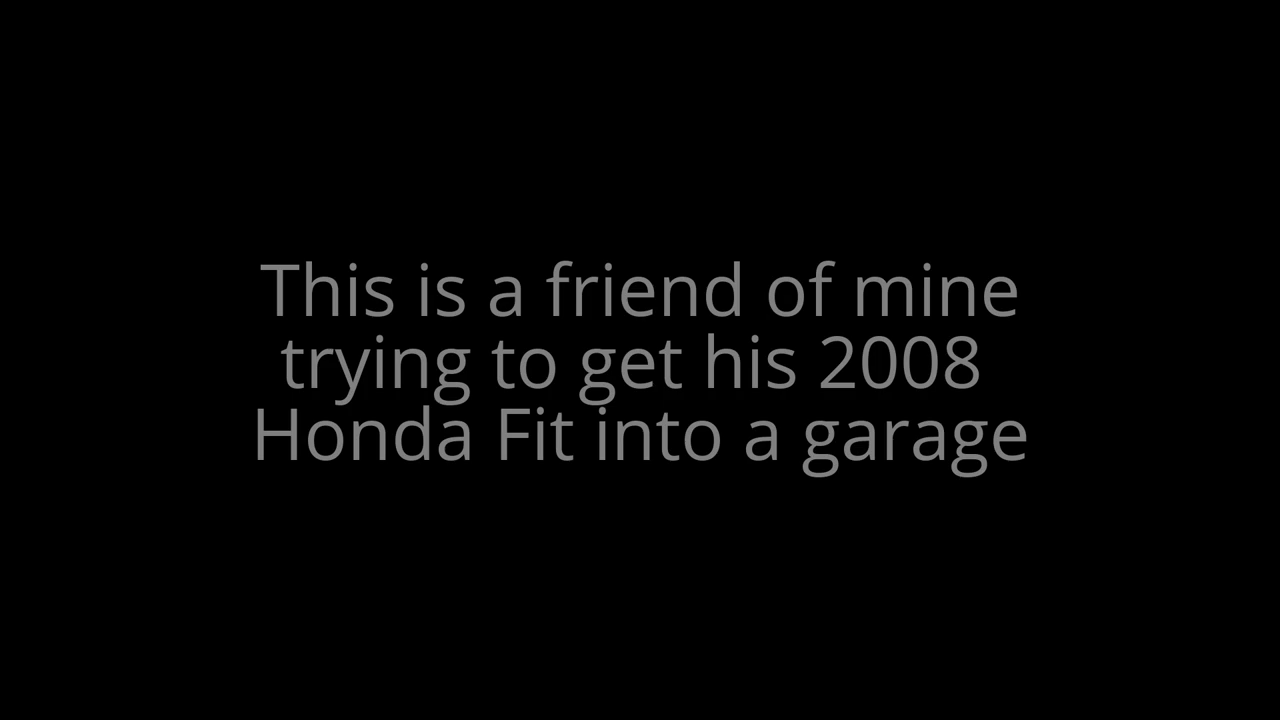 This is a friend of mine
trying to get his 2008
Honda Fit into a garage